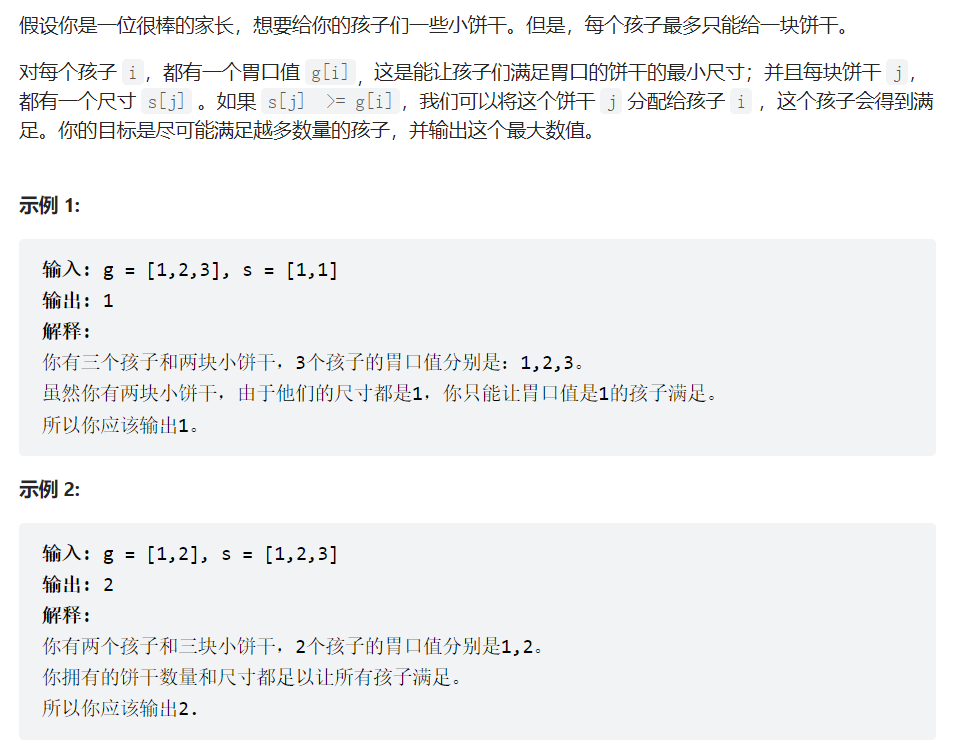 假设你是一位很棒的家长，想要给你的孩子们一些小饼干。但是，每个孩子最多只能给一块饼干。
对每个孩子 i，都有一个胃口值 g[i]，这是能让孩子们满足胃口的饼干的最小尺寸；并且每块饼干 j，
都有一个尺寸 s[j] 。如果 s[j] >= g[i]，我们可以将这个饼干 j 分配给孩子 i ，这个孩子会得到满
足。你的目标是尽可能满足越多数量的孩子，并输出这个最大数值。
示例 1:
输入: g = [1,2,3], s = [1,1]
输出: 1
解释:
你有三个孩子和两块小饼干，3个孩子的胃口值分别是：1,2,3。
虽然你有两块小饼干，由于他们的尺寸都是1，你只能让胃口值是1的孩子满足。
所以你应该输出1。
示例 2:
输入: g = [1,2], s = [1,2,3]
输出: 2
解释:
你有两个孩子和三块小饼干，2个孩子的胃口值分别是1,2。
你拥有的饼干数量和尺寸都足以让所有孩子满足。
所以你应该输出2.